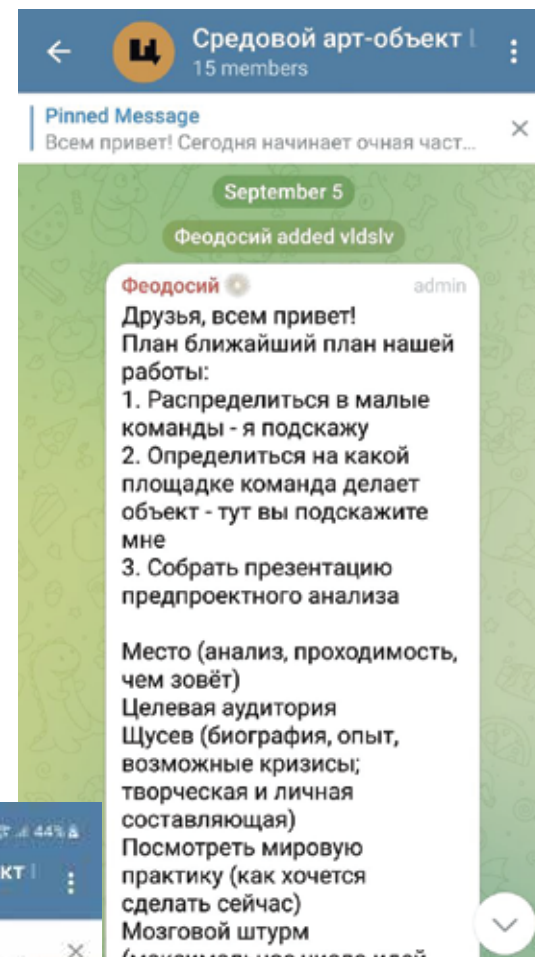 Средовой арт-объект
15 members
Pinned Message
Всем привет! Сегодня начинает очная част...
September 5
Феодосий added vldslv
Феодосий admin
Друзья, всем привет!
План ближайший план нашей
работы:
1. Распределиться в малые
команды - я подскажу
2. Определиться на какой
площадке команда делает
объект - тут вы подскажите
мне
3. Собрать презентацию
предпроектного анализа
Место (анализ, проходимость,
чем зовёт)
Целевая аудитория
Щусев (биография, опыт,
возможные кризисы;
творческая и личная
составляющая)
Посмотреть мировую
практику (как хочется
сделать сейчас)
Мозговой штурм
(максимальное число идей
44%
кт